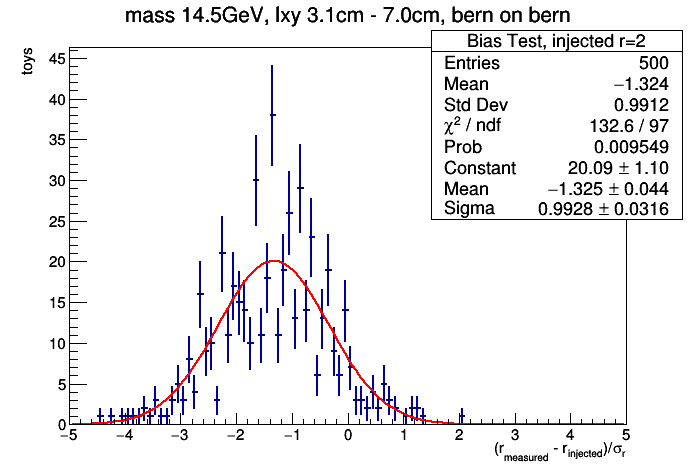 mass 14.5GeV, lxy 3.1cm - 7.0cm, bern on bern
Bias Test, injected r=2
Entries 500
Mean −1.324
Std Dev 0.9912
χ² / ndf 132.6 / 97
Prob 0.009549
Constant 20.09 ± 1.10
Mean −1.325 ± 0.044
Sigma 0.9928 ± 0.0316
toys
45
40
35
30
25
20
15
10
5
0
−5 −4 −3 −2 −1 0 1 2 3 4 5
(r_measured - r_injected)/σ_r